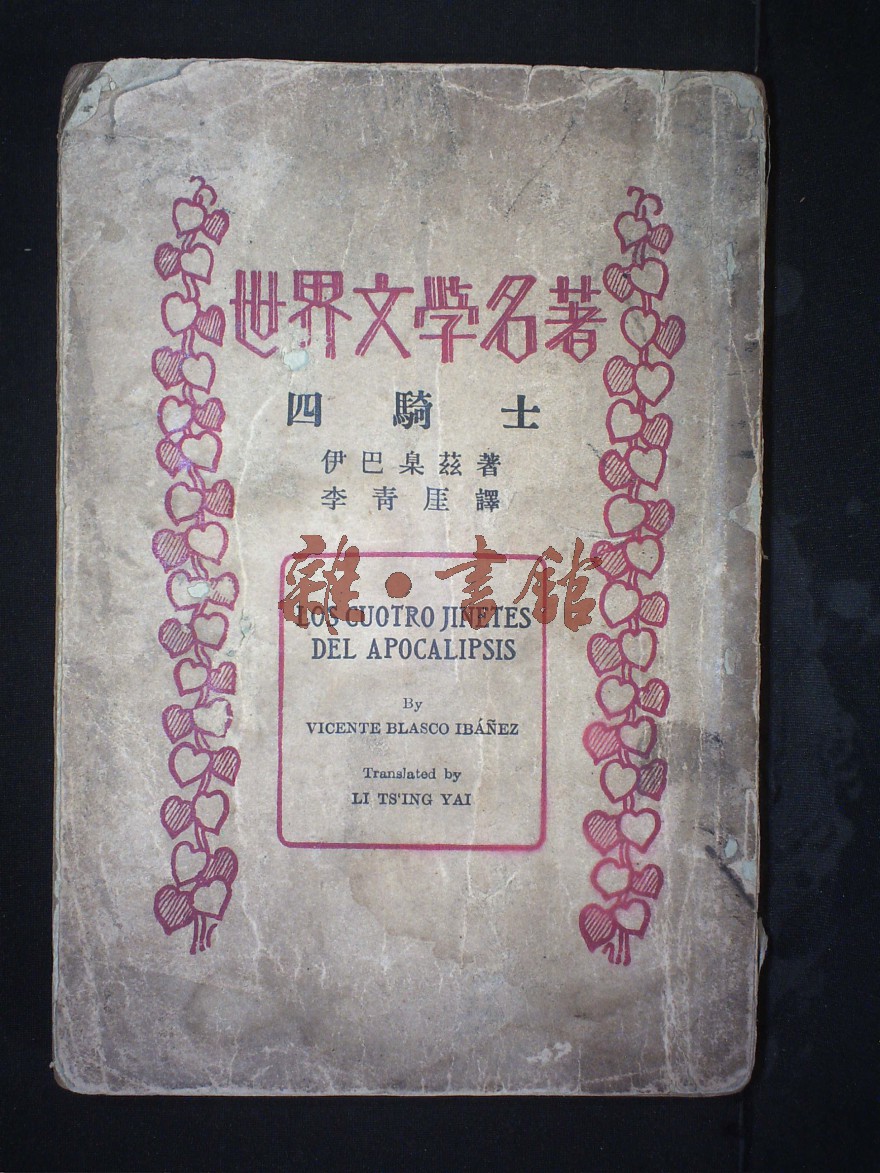 世界文學名著
四騎士
伊巴臬茲著
李青厓譯
雜·書館
LOS CUOTRO JINETES
DEL APOCALIPSIS
By
VICENTE BLASCO IBÁÑEZ
Translated by
LI TS'ING YAI